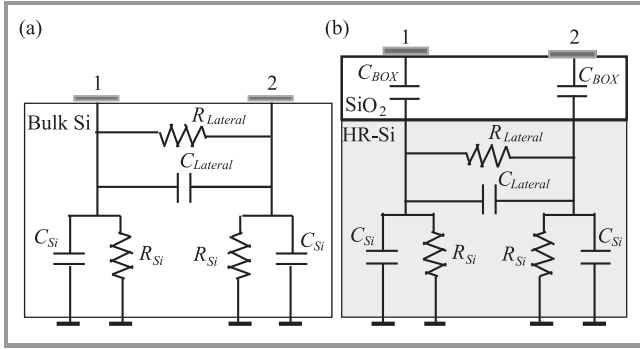 (a)
1
2
Bulk Si
R_Lateral
C_Lateral
C_Si
R_Si
R_Si
C_Si
(b)
1
2
C_BOX
C_BOX
SiO₂
HR-Si
R_Lateral
C_Lateral
C_Si
R_Si
R_Si
C_Si